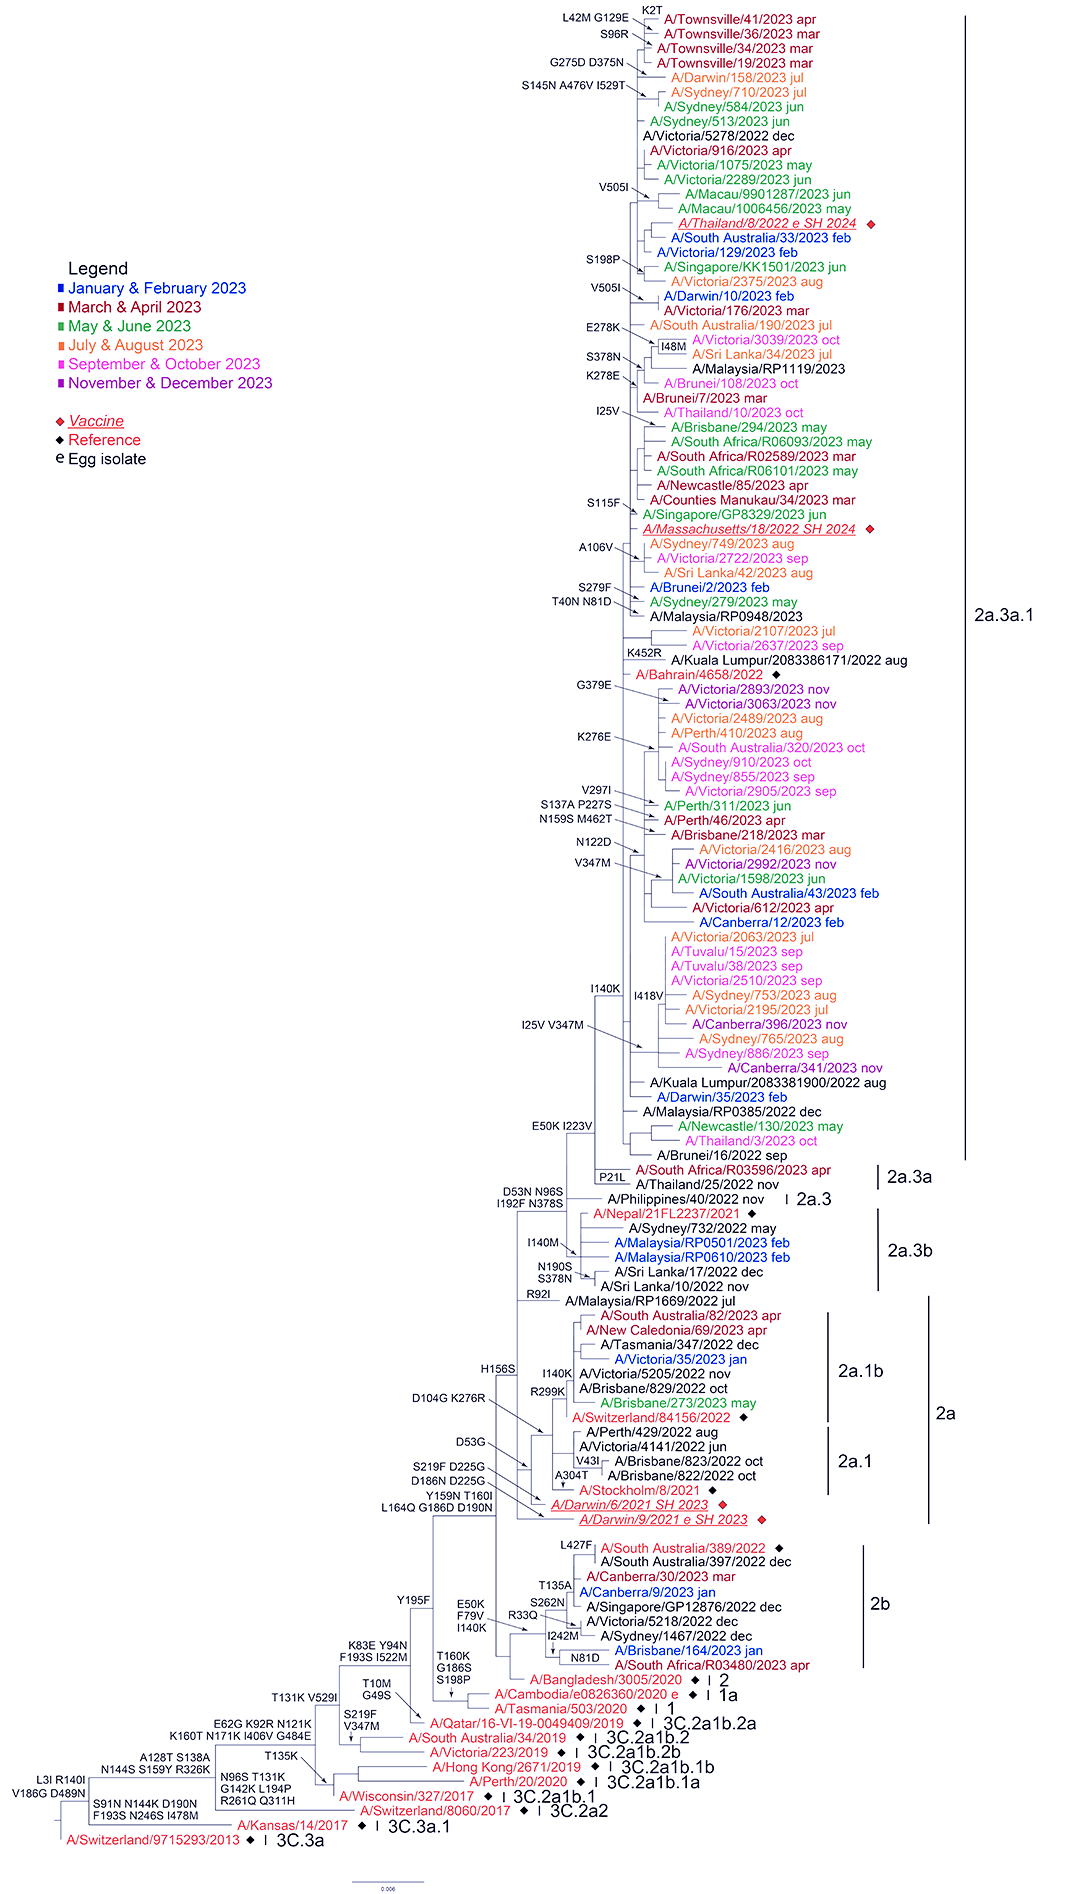 K2T
L42M G129E
A/Townsville/41/2023 apr
S96R
A/Townsville/36/2023 mar
A/Townsville/34/2023 mar
G275D D375N
A/Townsville/19/2023 mar
A/Darwin/158/2023 jul
S145N A476V I529T
A/Sydney/710/2023 jul
A/Sydney/584/2023 jun
A/Sydney/513/2023 jun
A/Victoria/5278/2022 dec
A/Victoria/916/2023 apr
A/Victoria/1075/2023 may
A/Victoria/2289/2023 jun
V505I
A/Macau/9901287/2023 jun
A/Macau/1006456/2023 may
A/Thailand/8/2022 e SH 2024
A/South Australia/33/2023 feb
A/Victoria/129/2023 feb
S198P
A/Singapore/KK1501/2023 jun
A/Victoria/2375/2023 aug
V505I
A/Darwin/10/2023 feb
A/Victoria/176/2023 mar
A/South Australia/190/2023 jul
E278K
A/Victoria/3039/2023 oct
I48M
A/Sri Lanka/34/2023 jul
S378N
A/Malaysia/RP1119/2023
K278E
A/Brunei/108/2023 oct
A/Brunei/7/2023 mar
I25V
A/Thailand/10/2023 oct
A/Brisbane/294/2023 may
A/South Africa/R06093/2023 may
A/South Africa/R02589/2023 mar
A/South Africa/R06101/2023 may
A/Newcastle/85/2023 apr
S115F
A/Counties Manukau/34/2023 mar
A/Singapore/GP8329/2023 jun
A/Massachusetts/18/2022 SH 2024
A106V
A/Sydney/749/2023 aug
A/Victoria/2722/2023 sep
A/Sri Lanka/42/2023 aug
S279F
A/Brunei/2/2023 feb
T40N N81D
A/Sydney/279/2023 may
A/Malaysia/RP0948/2023
2a.3a.1
A/Victoria/2107/2023 jul
A/Victoria/2637/2023 sep
K452R
A/Kuala Lumpur/2083386171/2022 aug
A/Bahrain/4658/2022
G379E
A/Victoria/2893/2023 nov
A/Victoria/3063/2023 nov
A/Victoria/2489/2023 aug
K276E
A/Perth/410/2023 aug
A/South Australia/320/2023 oct
A/Sydney/910/2023 oct
A/Sydney/855/2023 sep
V297I
A/Victoria/2905/2023 sep
S137A P227S
A/Perth/311/2023 jun
N159S M462T
A/Perth/46/2023 apr
A/Brisbane/218/2023 mar
N122D
A/Victoria/2416/2023 aug
V347M
A/Victoria/2992/2023 nov
A/Victoria/1598/2023 jun
A/South Australia/43/2023 feb
A/Victoria/612/2023 apr
A/Canberra/12/2023 feb
A/Victoria/2063/2023 jul
A/Tuvalu/15/2023 sep
A/Tuvalu/38/2023 sep
A/Victoria/2510/2023 sep
I140K
I418V
A/Sydney/753/2023 aug
A/Victoria/2195/2023 jul
I25V V347M
A/Canberra/396/2023 nov
A/Sydney/765/2023 aug
A/Sydney/886/2023 sep
A/Canberra/341/2023 nov
A/Kuala Lumpur/2083381900/2022 aug
A/Darwin/35/2023 feb
A/Malaysia/RP0385/2022 dec
E50K I223V
A/Newcastle/130/2023 may
A/Thailand/3/2023 oct
A/Brunei/16/2022 sep
A/South Africa/R03596/2023 apr
P21L
2a.3a
A/Thailand/25/2022 nov
D53N N96S
I192F N378S
A/Philippines/40/2022 nov
2a.3
A/Nepal/21FL2237/2021
A/Sydney/732/2022 may
I140M
A/Malaysia/RP0501/2023 feb
2a.3b
A/Malaysia/RP0610/2023 feb
N190S
S378N
A/Sri Lanka/17/2022 dec
A/Sri Lanka/10/2022 nov
R92I
A/Malaysia/RP1669/2022 jul
A/South Australia/82/2023 apr
A/New Caledonia/69/2023 apr
A/Tasmania/347/2022 dec
A/Victoria/35/2023 jan
H156S
I140K
A/Victoria/5205/2022 nov
2a.1b
R299K
A/Brisbane/829/2022 oct
D104G K276R
A/Brisbane/273/2023 may
A/Switzerland/84156/2022
2a
A/Perth/429/2022 aug
D53G
A/Victoria/4141/2022 jun
V43I
A/Brisbane/823/2022 oct
2a.1
S219F D225G
A304T
A/Brisbane/822/2022 oct
D186N D225G
A/Stockholm/8/2021
Y159N T160I
L164Q G186D D190N
A/Darwin/6/2021 SH 2023
A/Darwin/9/2021 e SH 2023
L427F
A/South Australia/389/2022
A/South Australia/397/2022 dec
A/Canberra/30/2023 mar
T135A
A/Canberra/9/2023 jan
Y195F
S262N
A/Singapore/GP12876/2022 dec
2b
E50K
F79V
I140K
R33Q
A/Victoria/5218/2022 dec
I242M
A/Sydney/1467/2022 dec
K83E Y94N
F193S I522M
A/Brisbane/164/2023 jan
N81D
T160K
G186S
S198P
A/South Africa/R03480/2023 apr
A/Bangladesh/3005/2020
2
T10M
G49S
A/Cambodia/e0826360/2020 e
1a
T131K V529I
A/Tasmania/503/2020
1
S219F
V347M
A/Qatar/16-VI-19-0049409/2019
3C.2a1b.2a
E62G K92R N121K
K160T N171K I406V G484E
A/South Australia/34/2019
3C.2a1b.2
A/Victoria/223/2019
3C.2a1b.2b
A128T S138A
N144S S159Y R326K
T135K
A/Hong Kong/2671/2019
3C.2a1b.1b
L3I R140I
V186G D489N
N96S T131K
G142K L194P
R261Q Q311H
A/Perth/20/2020
3C.2a1b.1a
A/Wisconsin/327/2017
3C.2a1b.1
S91N N144K D190N
F193S N246S I478M
A/Switzerland/8060/2017
3C.2a2
A/Kansas/14/2017
3C.3a.1
A/Switzerland/9715293/2013
3C.3a
0.006
Legend
January & February 2023
March & April 2023
May & June 2023
July & August 2023
September & October 2023
November & December 2023
Vaccine
Reference
e Egg isolate